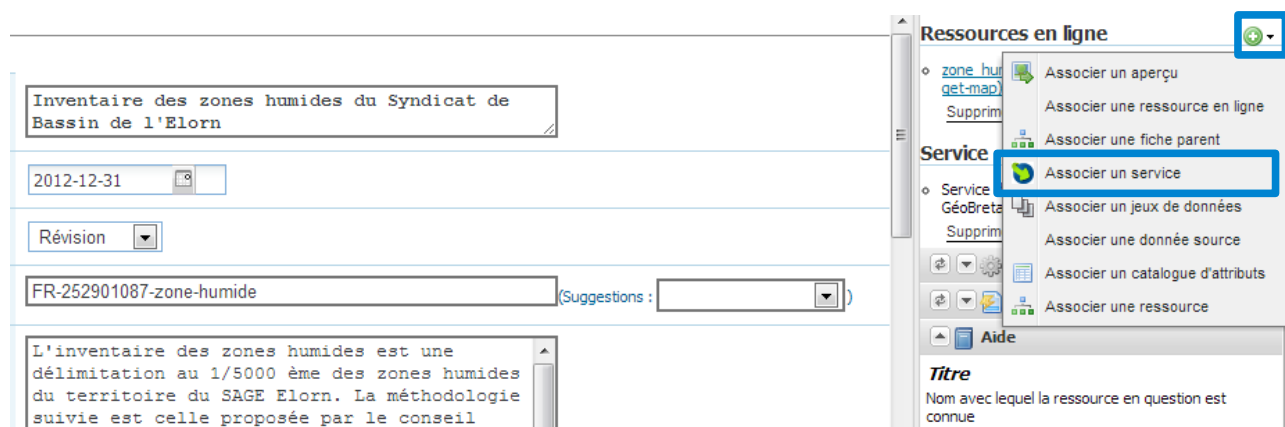 Inventaire des zones humides du Syndicat de
Bassin de l'Elorn
2012-12-31
Révision
FR-252901087-zone-humide
(Suggestions :
)
L'inventaire des zones humides est une
délimitation au 1/5000 ème des zones humides
du territoire du SAGE Elorn. La méthodologie
suivie est celle proposée par le conseil
Ressources en ligne
zone_hu
get-map)
Supprim
Service
Service
GéoBreta
Supprim
Associer un aperçu
Associer une ressource en ligne
Associer une fiche parent
Associer un service
Associer un jeux de données
Associer une donnée source
Associer un catalogue d'attributs
Associer une ressource
Aide
Titre
Nom avec lequel la ressource en question est
connue